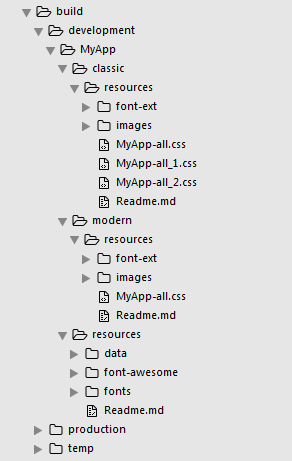 build
development
MyApp
classic
resources
font-ext
images
MyApp-all.css
MyApp-all_1.css
MyApp-all_2.css
Readme.md
modern
resources
font-ext
images
MyApp-all.css
Readme.md
resources
data
font-awesome
fonts
Readme.md
production
temp